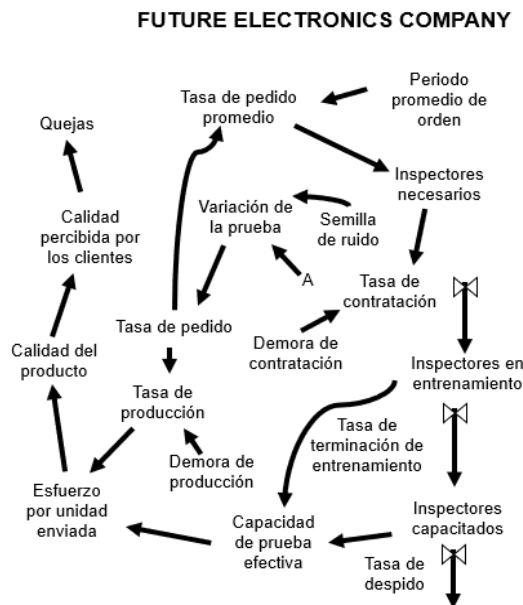 FUTURE ELECTRONICS COMPANY
Tasa de pedido
promedio
Periodo
promedio de
orden
Quejas
Inspectores
necesarios
Calidad
percibida por
los clientes
Variación de
la prueba
Semilla
de ruido
A
Tasa de
contratación
Tasa de pedido
Demora de
contratación
Calidad del
producto
Inspectores en
entrenamiento
Tasa de
producción
Tasa de
terminación de
entrenamiento
Demora de
producción
Esfuerzo
por unidad
enviada
Capacidad
de prueba
efectiva
Inspectores
capacitados
Tasa de
despido